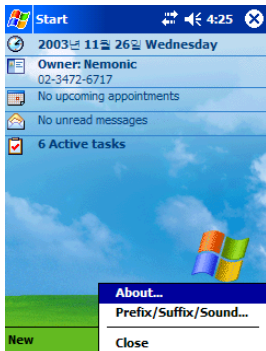 Start 4:25
2003년 11월 26일 Wednesday
Owner: Nemonic
02-3472-6717
No upcoming appointments
No unread messages
6 Active tasks
About...
Prefix/Suffix/Sound...
New Close